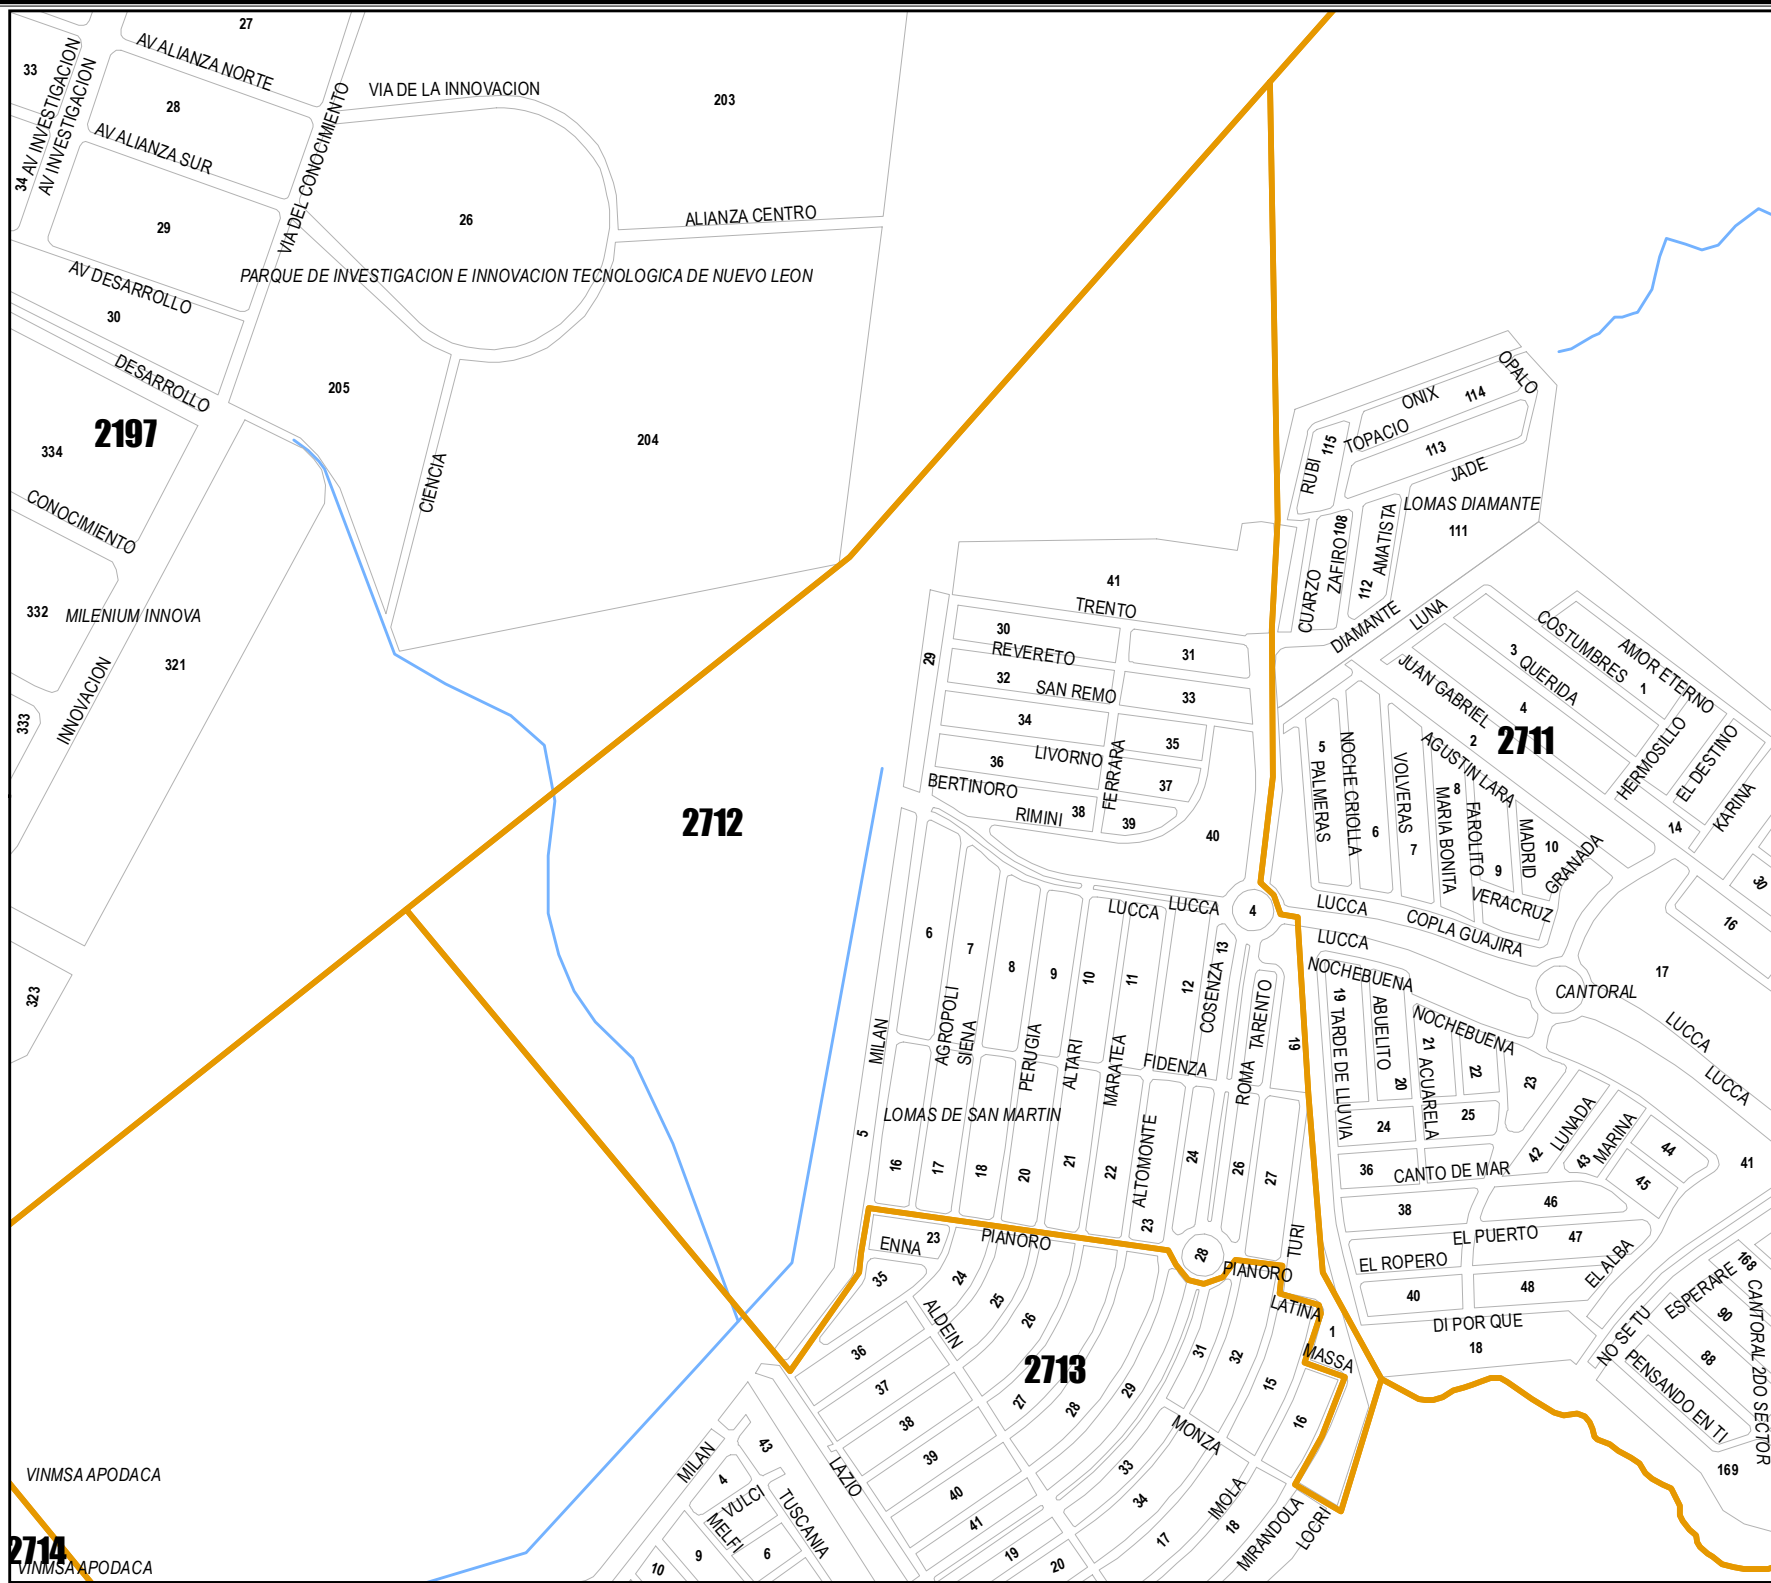 27
33
AV ALIANZA NORTE
AV INVESTIGACION
AV INVESTIGACION
28
VIA DE LA INNOVACION
203
AV ALIANZA SUR
34
VIA DEL CONOCIMIENTO
29
26
ALIANZA CENTRO
AV DESARROLLO
PARQUE DE INVESTIGACION E INNOVACION TECNOLOGICA DE NUEVO LEON
30
DESARROLLO
205
2197
334
204
CIENCIA
CONOCIMIENTO
332
MILENIUM INNOVA
321
INNOVACION
333
323
OPALO
ONIX
114
TOPACIO
115
113
RUBI
JADE
LOMAS DIAMANTE
111
108
ZAFIRO
AMATISTA
112
CUARZO
DIAMANTE
LUNA
41
TRENTO
30
REVERETO
31
29
32
SAN REMO
33
34
LIVORNO
35
36
FERRARA
37
BERTINORO
RIMINI
38
39
40
2712
COSTUMBRES
AMOR ETERNO
3
QUERIDA
1
JUAN GABRIEL
4
2
2711
AGUSTIN LARA
HERMOSILLO
EL DESTINO
KARINA
5
PALMERAS
NOCHE CRIOLLA
6
VOLVERAS
7
8
MARIA BONITA
FAROLITO
9
MADRID
10
GRANADA
VERACRUZ
14
30
16
LUCCA
LUCCA
4
LUCCA
COPLA GUAJIRA
LUCCA
17
CANTORAL
LUCCA
LUCCA
6
7
8
9
10
11
12
13
COSENZA
TARENTO
ROMA
19
MILAN
AGROPOLI
SIENA
PERUGIA
ALTARI
MARATEA
FIDENZA
LOMAS DE SAN MARTIN
5
16
17
18
20
21
22
ALTOMONTE
23
24
26
27
TURI
28
NOCHEBUENA
NOCHEBUENA
19
TARDE DE LLUVIA
ABUELITO
20
21
ACUARELA
22
23
24
25
42
LUNADA
43
MARINA
44
45
41
36
CANTO DE MAR
38
46
EL PUERTO
47
EL ROPERO
EL ALBA
40
48
DI POR QUE
18
NO SE TU
ESPERARE
168
90
88
PENSANDO EN TI
CANTORAL 2DO SECTOR
169
ENNA
23
PIANORO
PIANORO
LATINA
1
MASSA
35
24
25
26
ALDEIN
36
37
38
39
40
41
27
28
29
2713
31
32
15
16
MONZA
33
34
IMOLA
17
18
MIRANDOLA
LOCRI
19
20
LAZIO
MILAN
43
4
VULCI
MELFI
TUSCANIA
9
6
10
VINMSA APODACA
2714
VINMSA APODACA